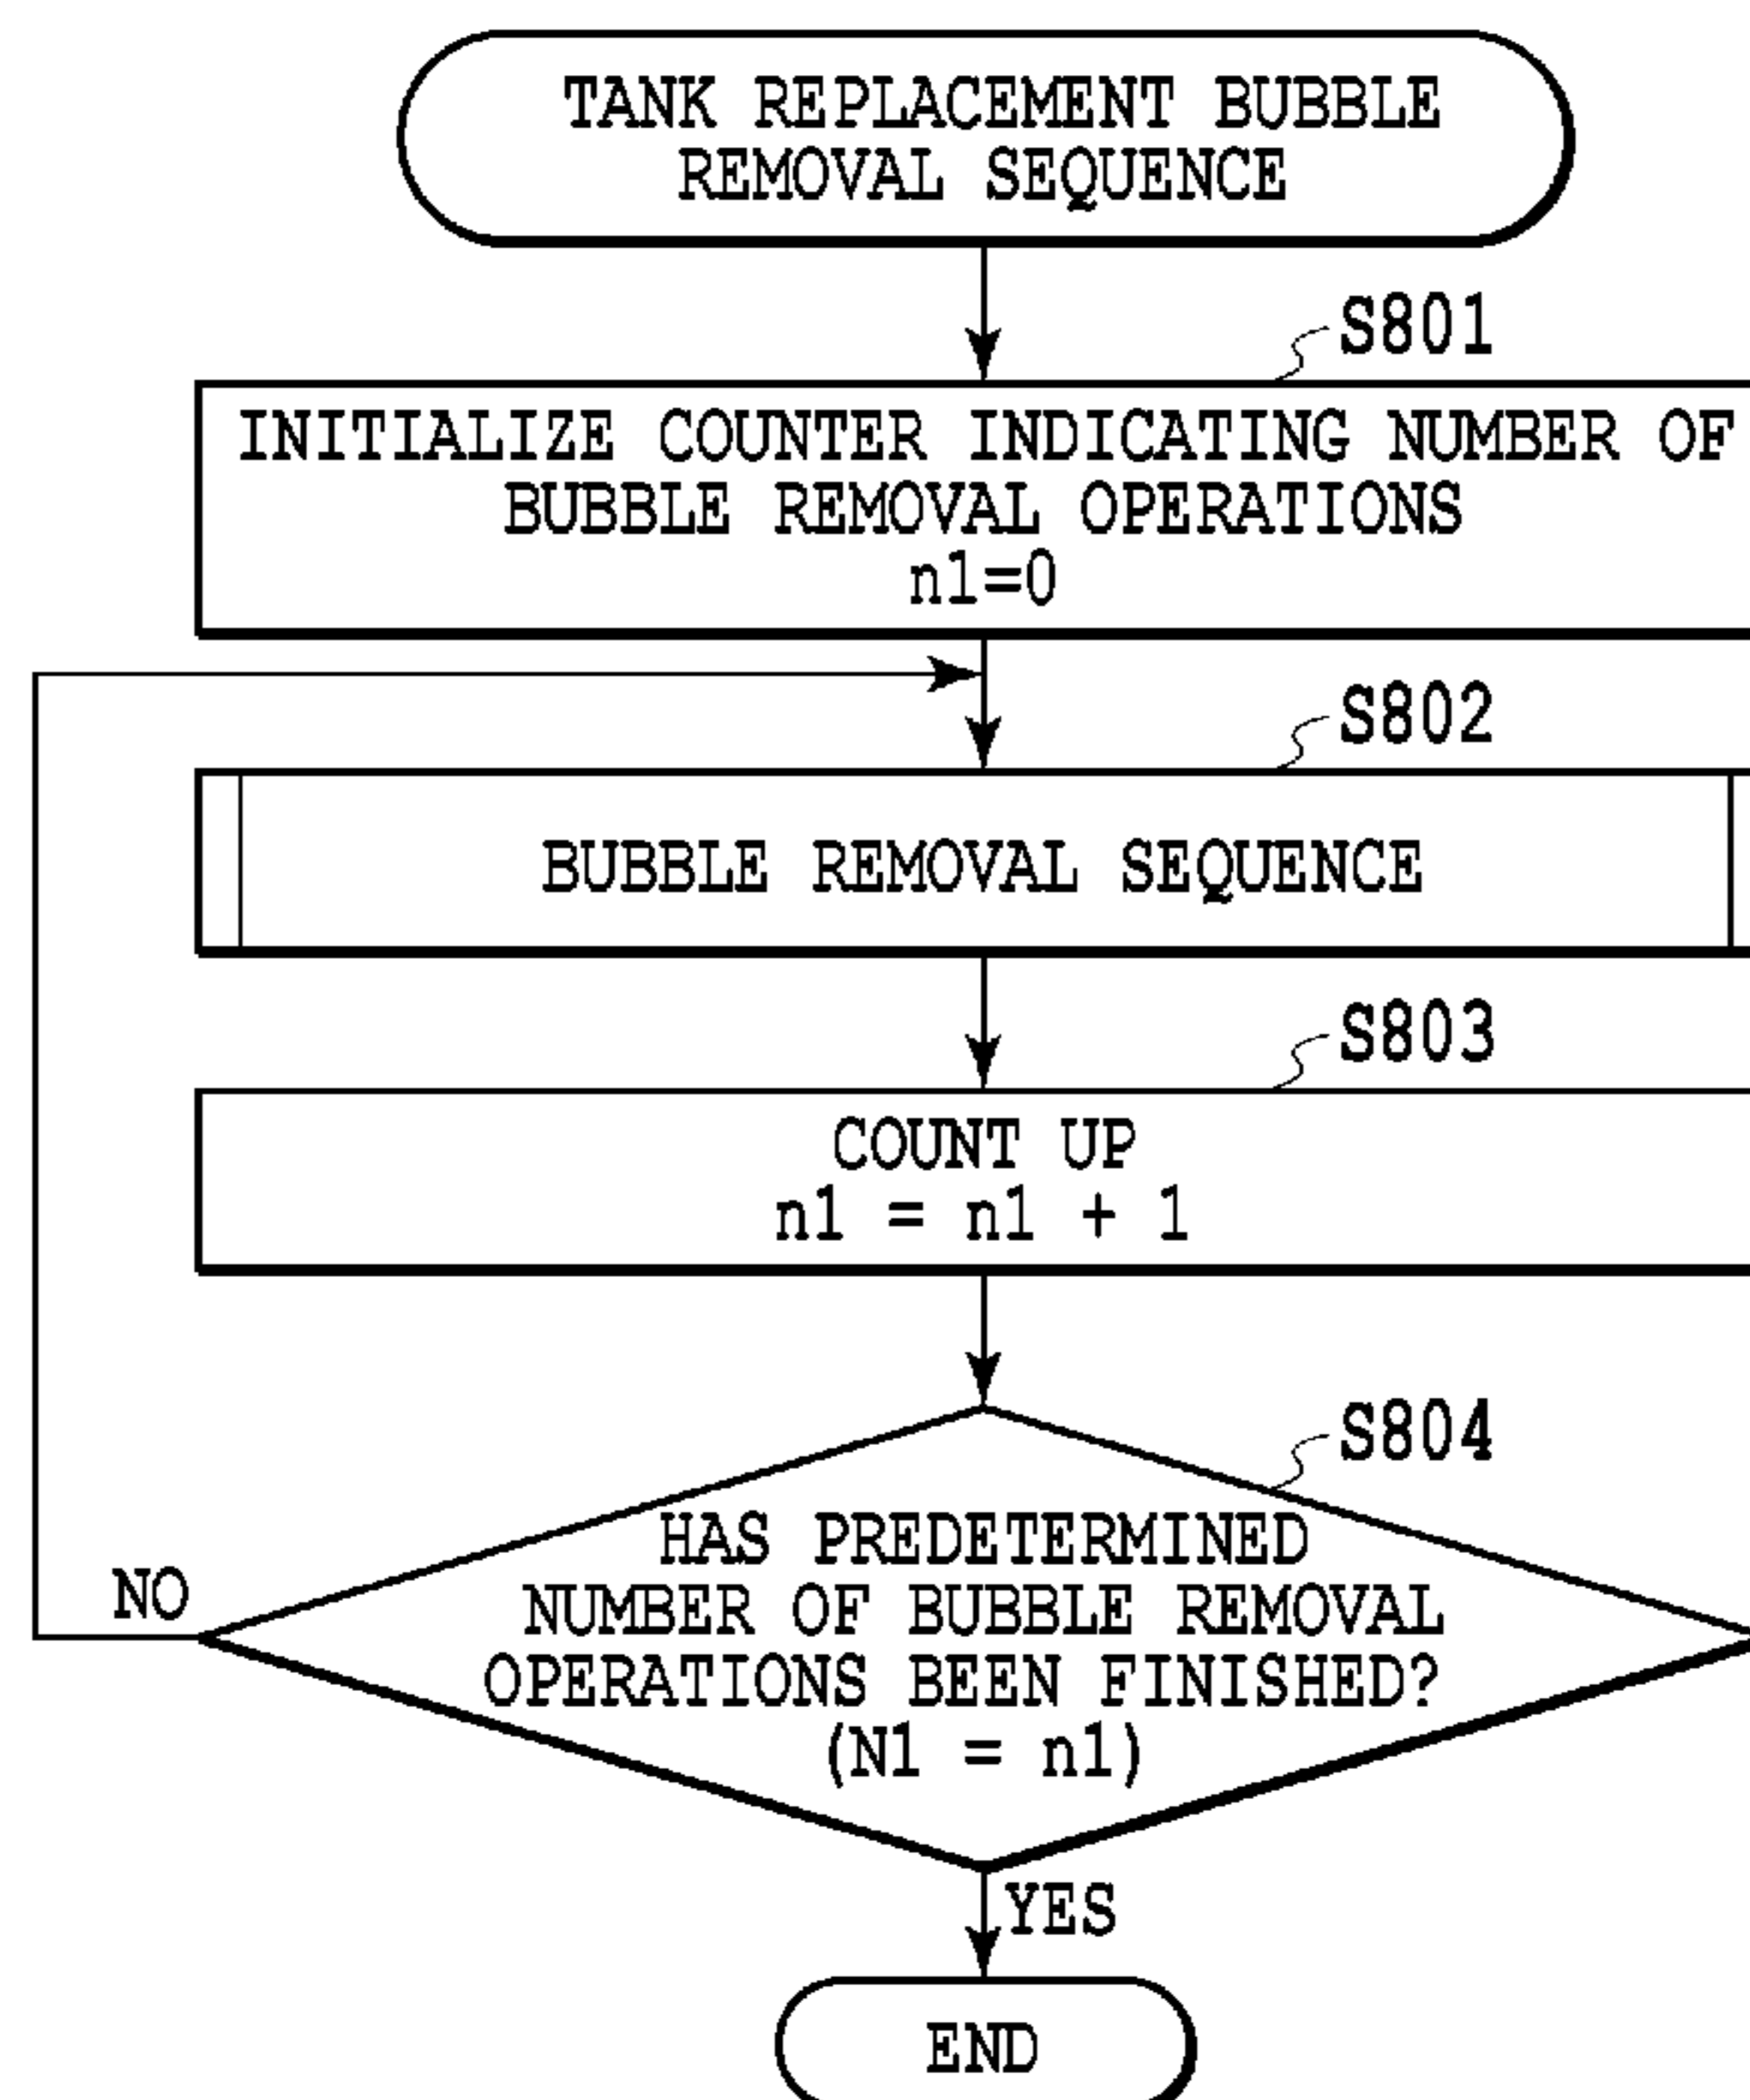 TANK REPLACEMENT BUBBLE
REMOVAL SEQUENCE
S801
INITIALIZE COUNTER INDICATING NUMBER OF
BUBBLE REMOVAL OPERATIONS
n1=0
S802
BUBBLE REMOVAL SEQUENCE
S803
COUNT UP
n1 = n1 + 1
S804
HAS PREDETERMINED
NUMBER OF BUBBLE REMOVAL
OPERATIONS BEEN FINISHED?
(N1 = n1)
NO
YES
END